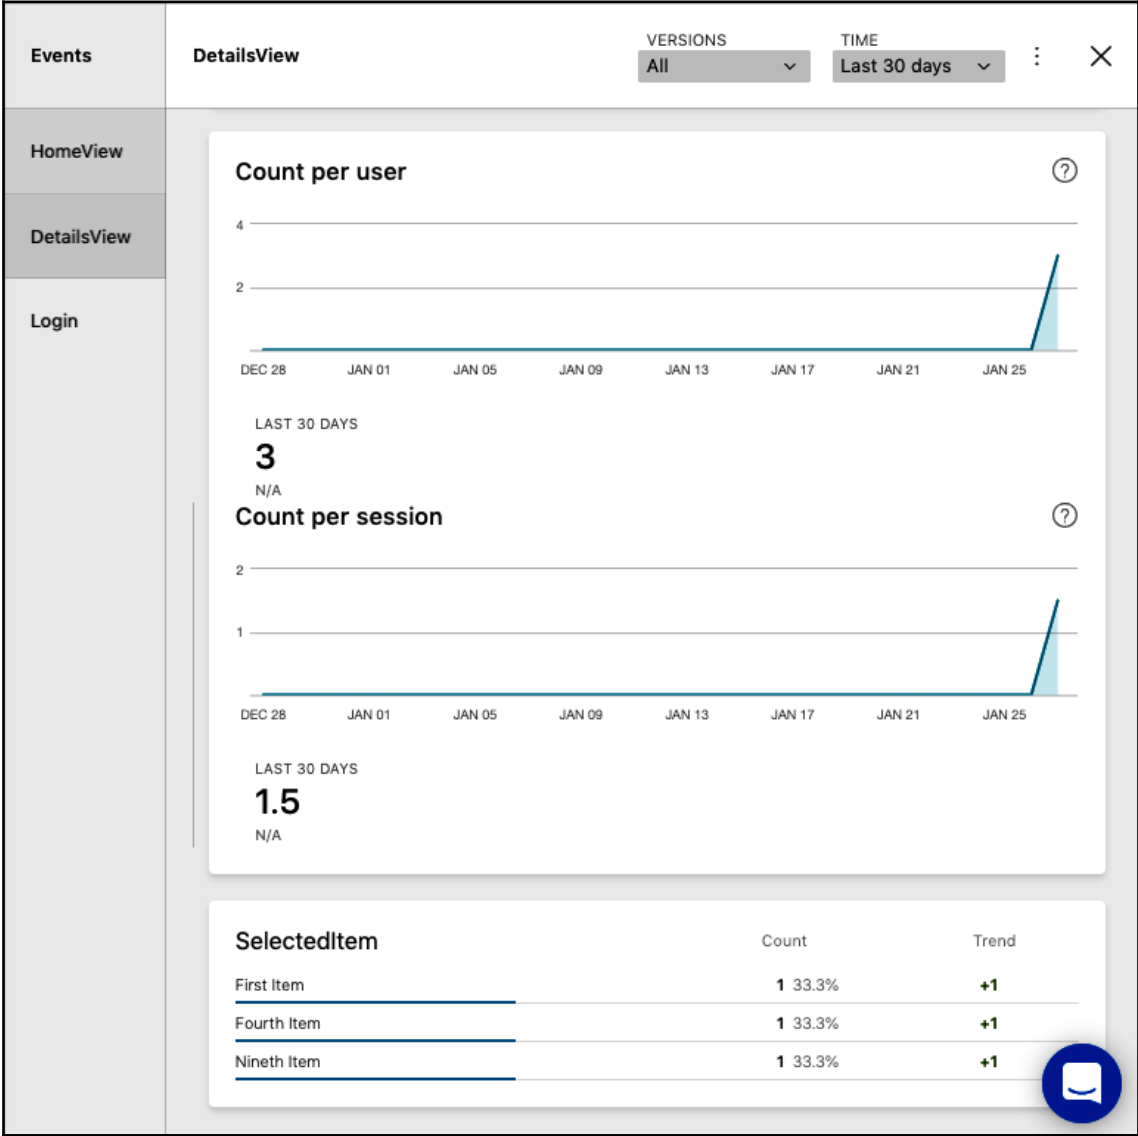 Events
DetailsView
VERSIONS
All
TIME
Last 30 days
HomeView
DetailsView
Login
Count per user
?
4
2
DEC 28 JAN 01 JAN 05 JAN 09 JAN 13 JAN 17 JAN 21 JAN 25
LAST 30 DAYS
3
N/A
Count per session
?
2
1
DEC 28 JAN 01 JAN 05 JAN 09 JAN 13 JAN 17 JAN 21 JAN 25
LAST 30 DAYS
1.5
N/A
SelectedItem Count Trend
First Item 1 33.3% +1
Fourth Item 1 33.3% +1
Nineth Item 1 33.3% +1